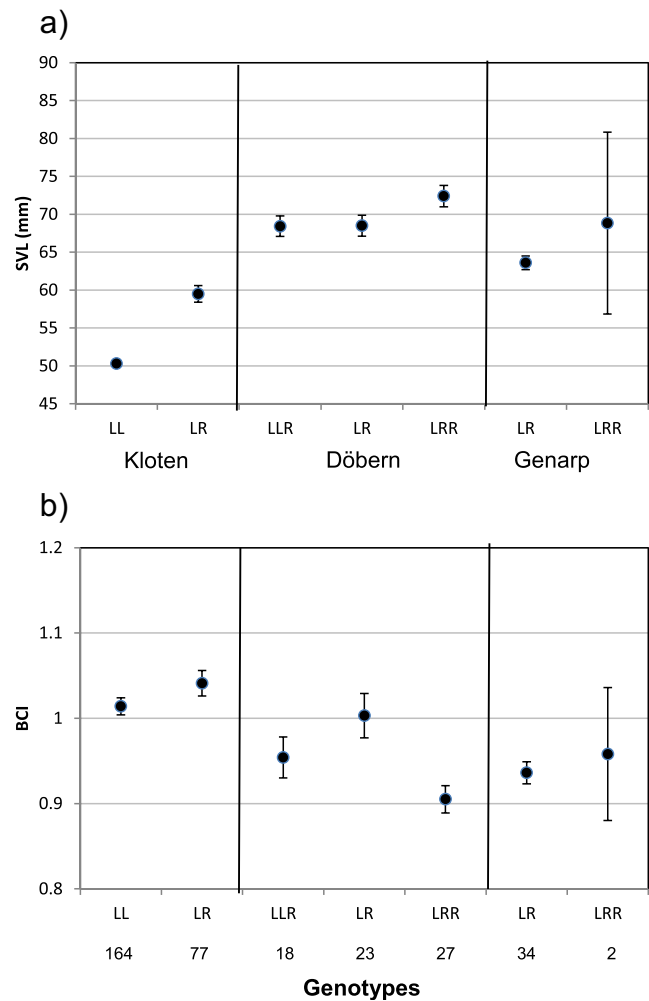 a)
90
85
80
75
70
65
60
55
50
45
SVL (mm)
LL LR LLR LR LRR LR LRR
Kloten Döbern Genarp
b)
1.2
1.1
1
0.9
0.8
BCI
LL LR LLR LR LRR LR LRR
164 77 18 23 27 34 2
Genotypes